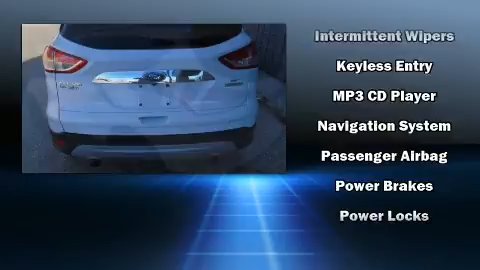 Intermittent Wipers
Keyless Entry
MP3 CD Player
Navigation System
Passenger Airbag
Power Brakes
Power Locks